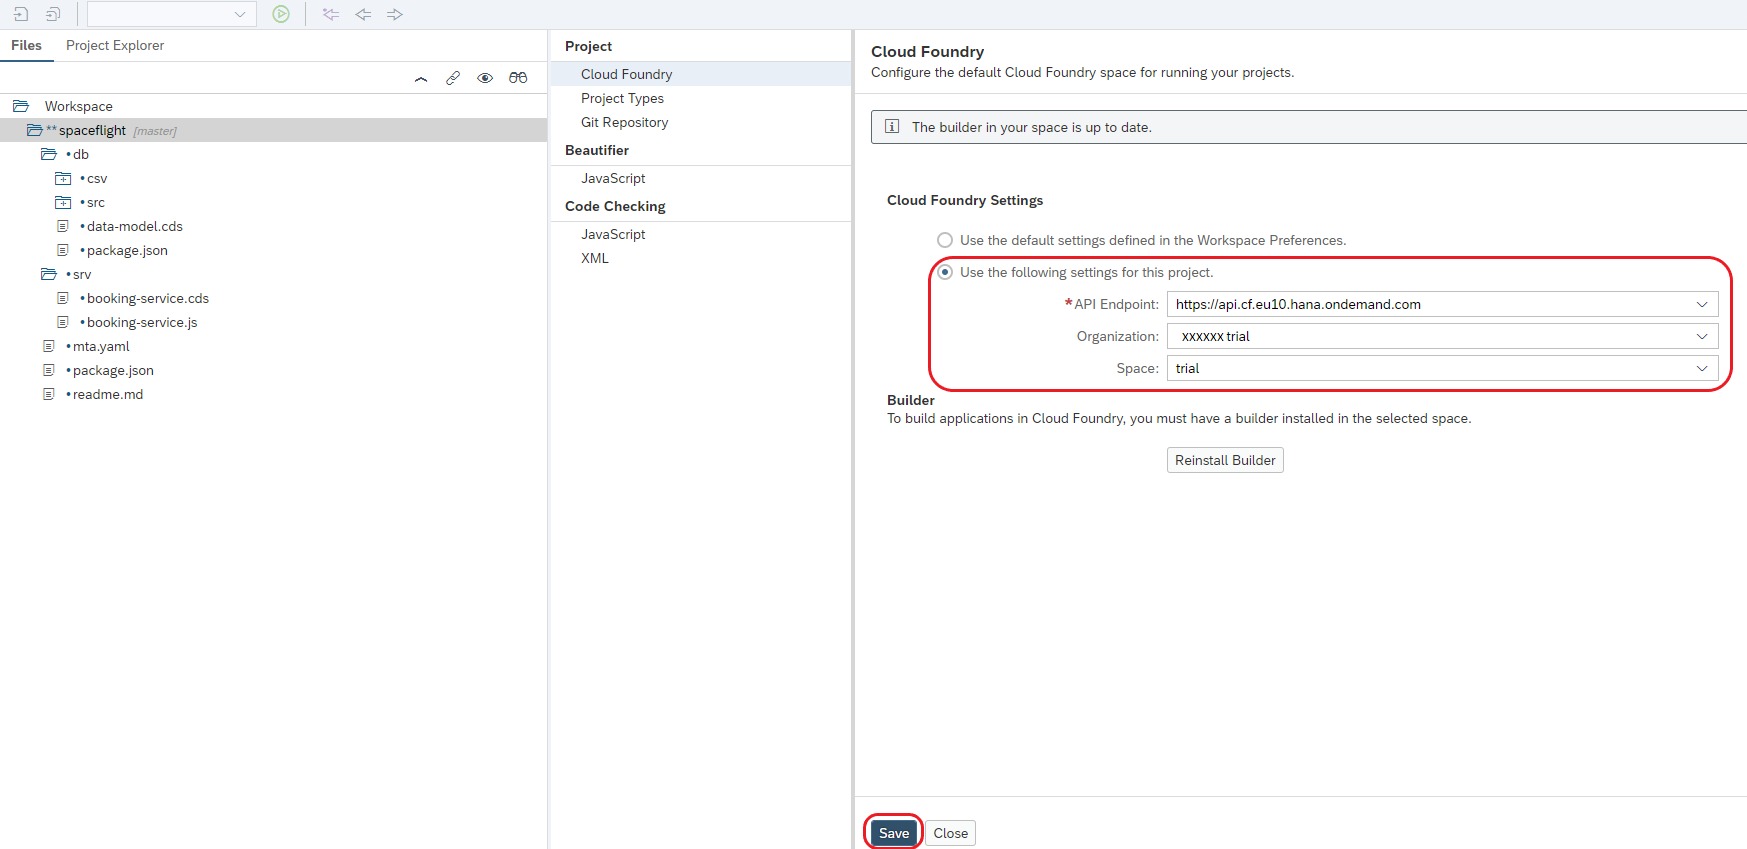 Files
Project Explorer
Workspace
** spaceflight [master]
• db
• csv
• src
• data-model.cds
• package.json
• srv
• booking-service.cds
• booking-service.js
• mta.yaml
• package.json
• readme.md
Project
Cloud Foundry
Project Types
Git Repository
Beautifier
JavaScript
Code Checking
JavaScript
XML
Cloud Foundry
Configure the default Cloud Foundry space for running your projects.
The builder in your space is up to date.
Cloud Foundry Settings
Use the default settings defined in the Workspace Preferences.
Use the following settings for this project.
*API Endpoint: https://api.cf.eu10.hana.ondemand.com
Organization: xxxxxx trial
Space: trial
Builder
To build applications in Cloud Foundry, you must have a builder installed in the selected space.
Reinstall Builder
Save
Close